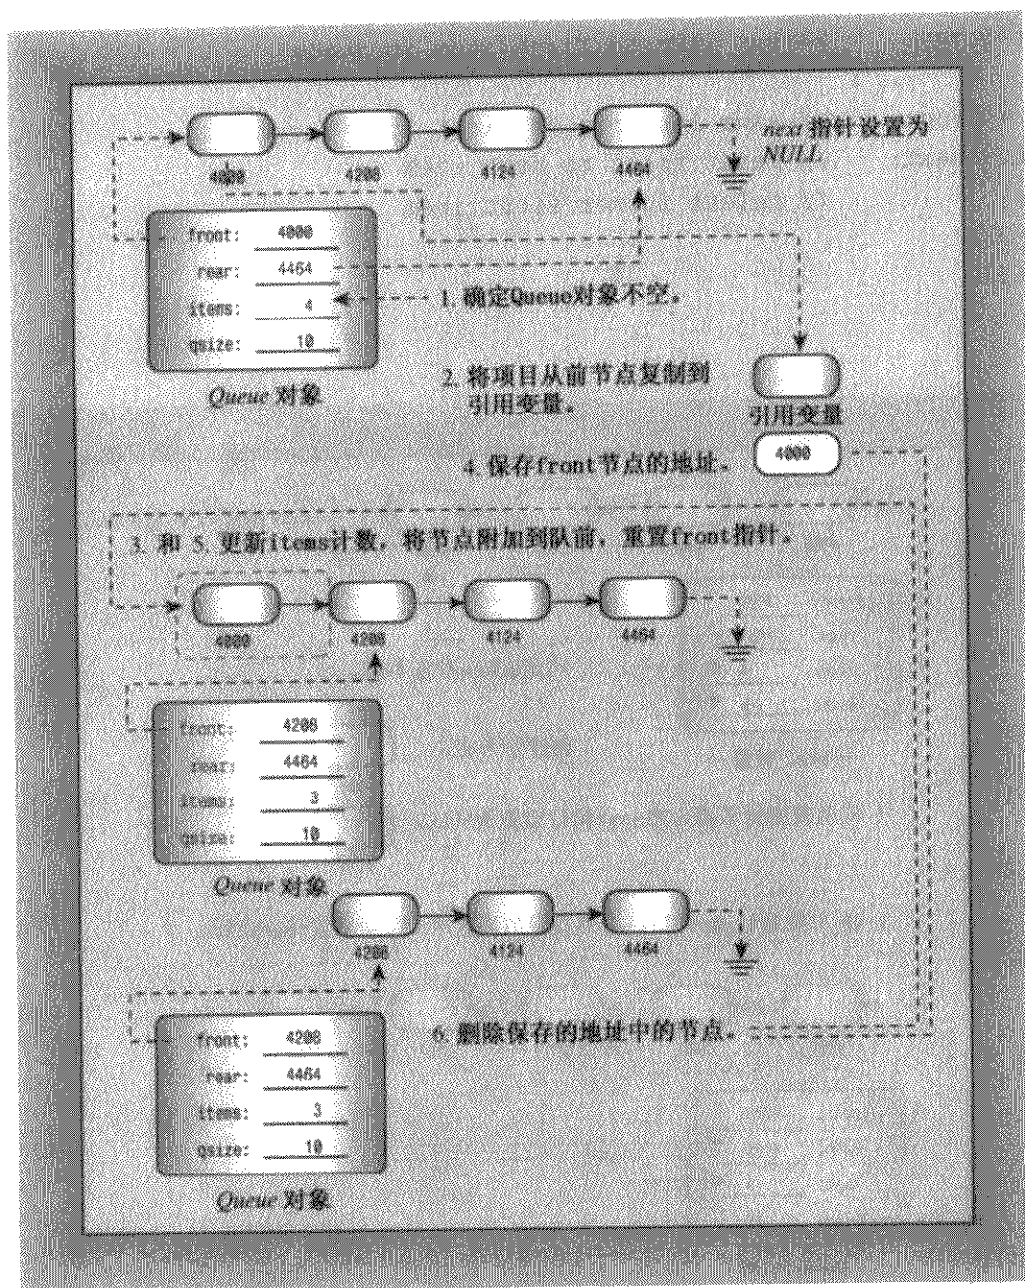 next 指针设置为
NULL
4000 4208 4124 4464
front: 4000
rear: 4464
items: 4
qsize: 10
Queue 对象
1. 确定Queue对象不空。
2. 将项目从前节点复制到
引用变量。
引用变量
4. 保存front节点的地址。
4000
3. 和 5. 更新items计数，将节点附加到队前，重置front指针。
4000 4208 4124 4464
front: 4208
rear: 4464
items: 3
qsize: 10
Queue 对象
4208 4124 4464
6. 删除保存的地址中的节点。
front: 4208
rear: 4464
items: 3
qsize: 10
Queue 对象